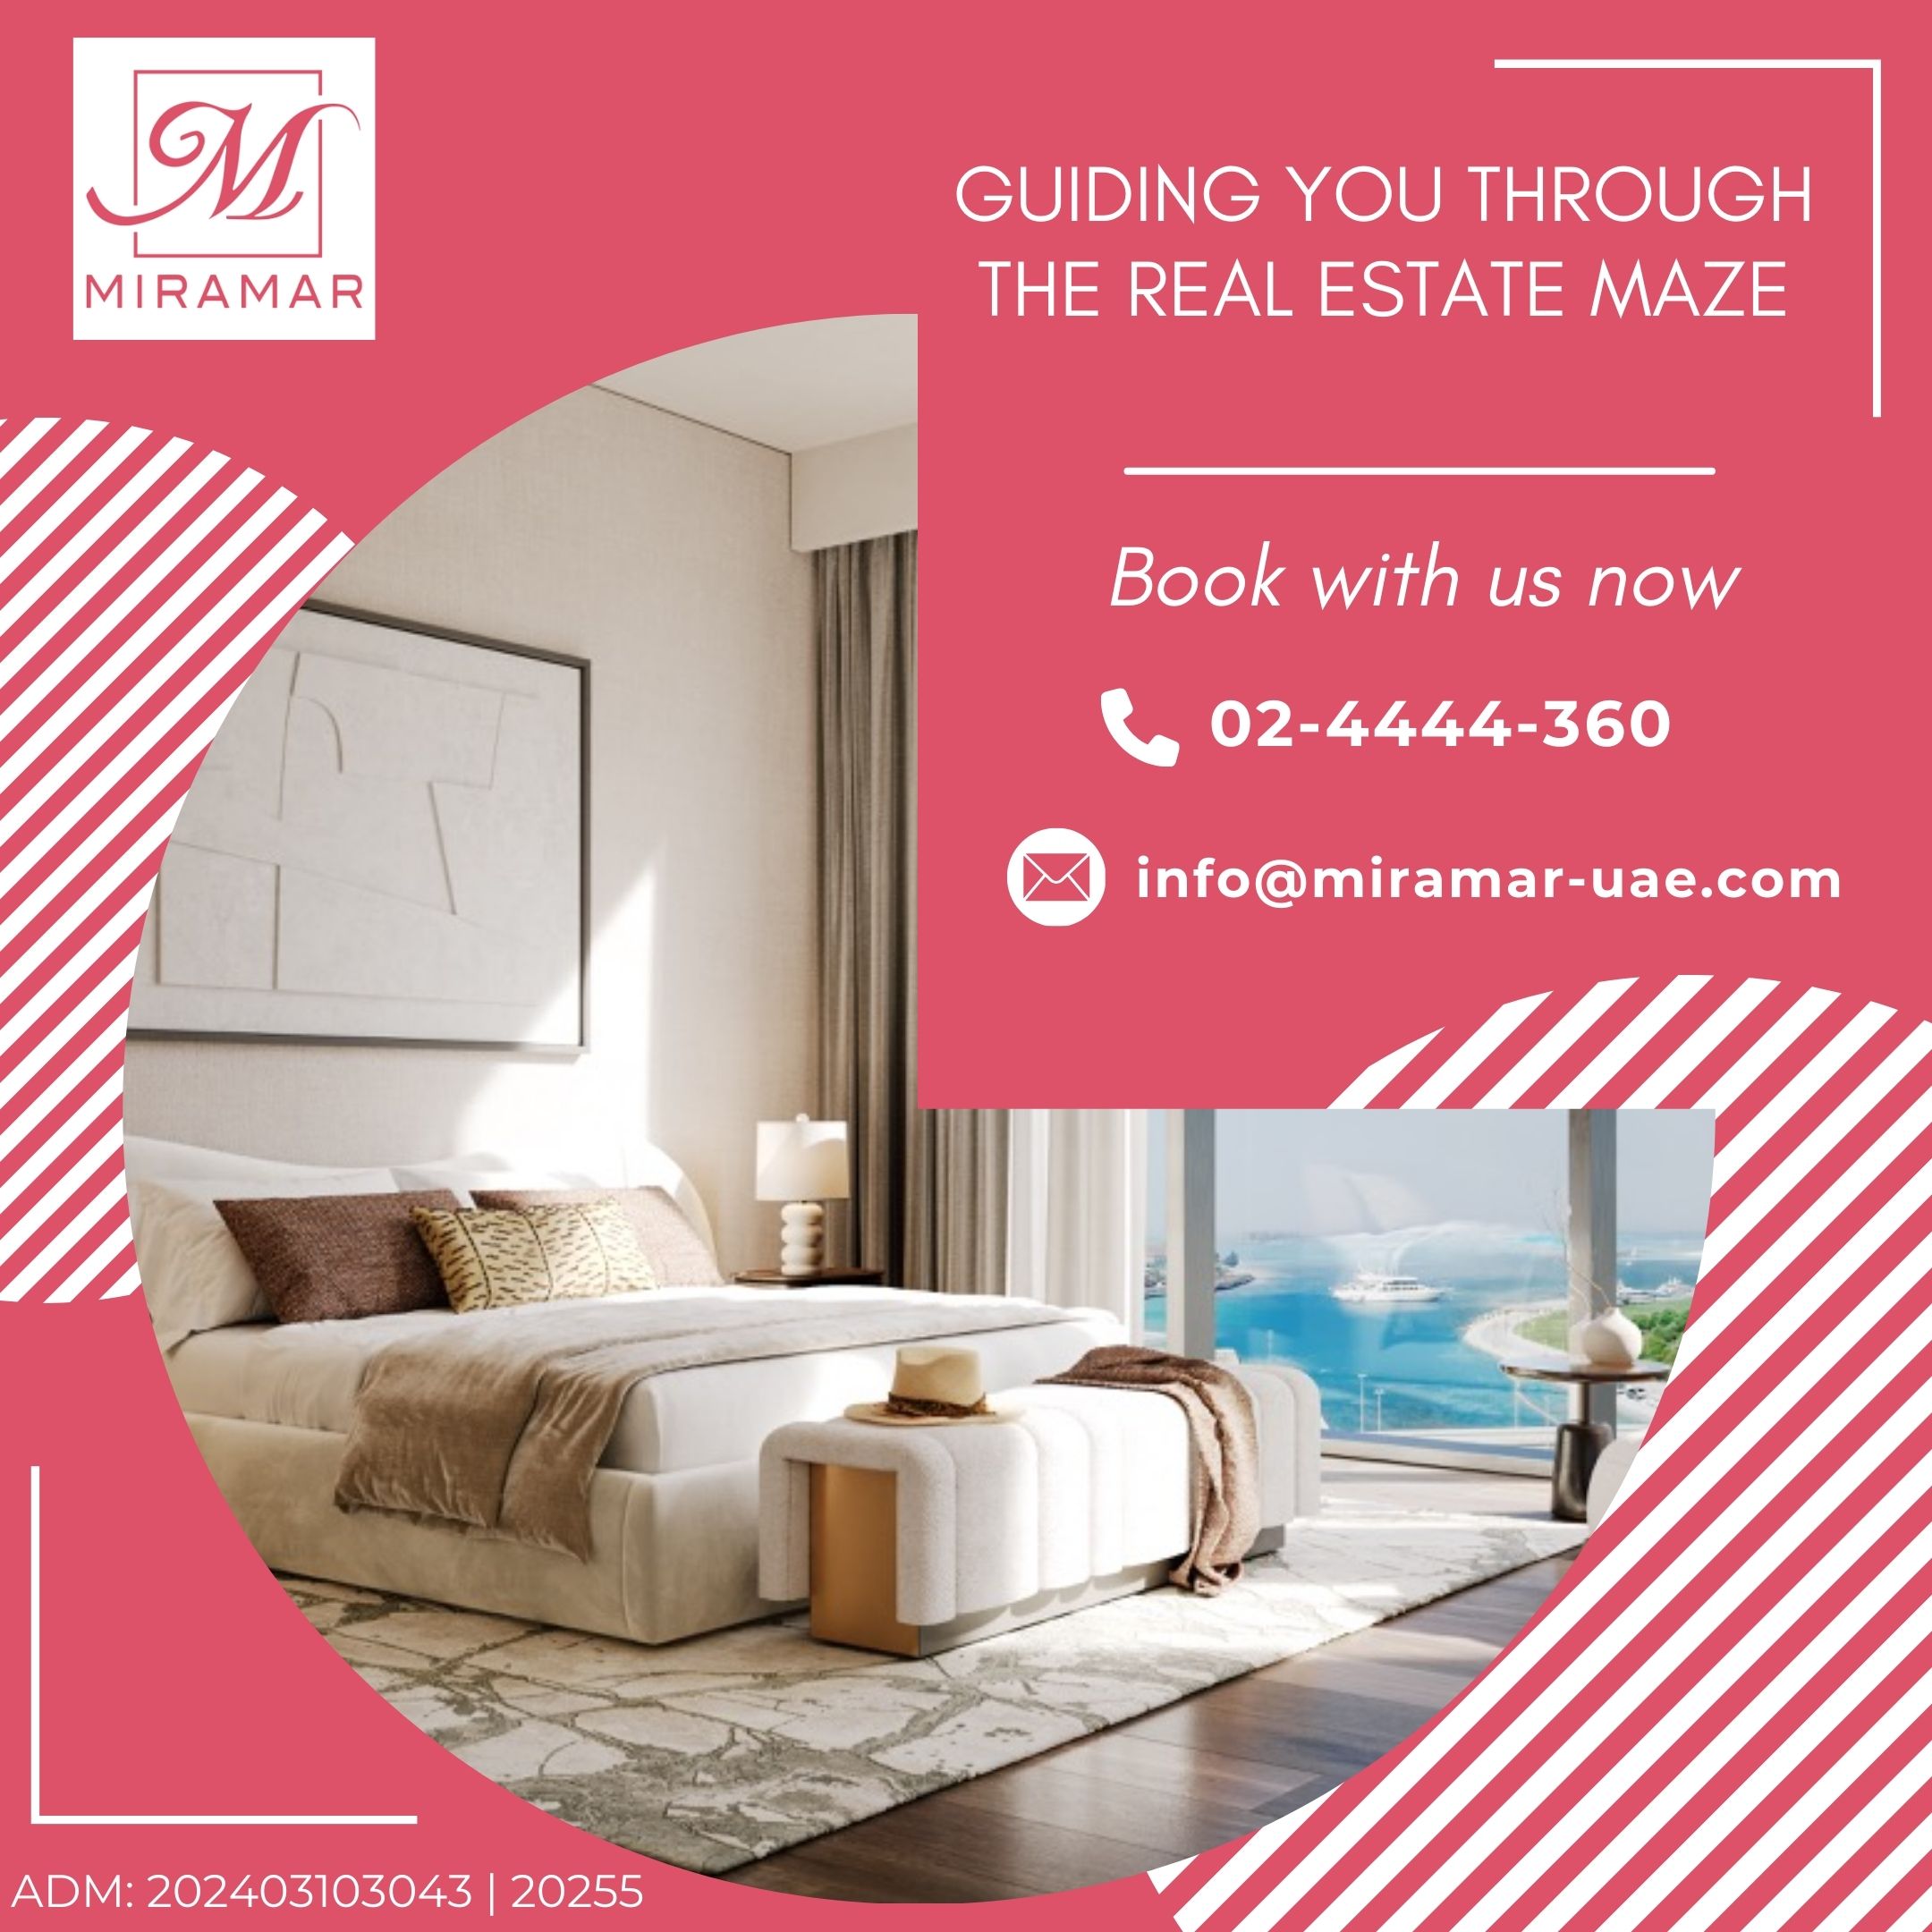 M
MIRAMAR
GUIDING YOU THROUGH
THE REAL ESTATE MAZE
Book with us now
02-4444-360
info@miramar-uae.com
ADM: 202403103043 | 20255